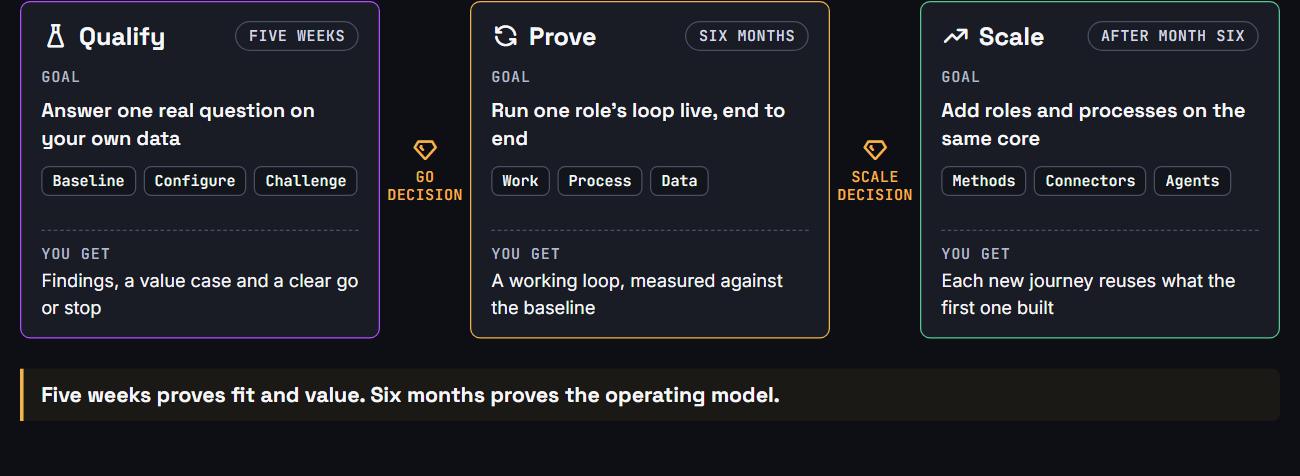 Qualify
FIVE WEEKS
GOAL
Answer one real question on
your own data
Baseline
Configure
Challenge
YOU GET
Findings, a value case and a clear go
or stop
GO
DECISION
Prove
SIX MONTHS
GOAL
Run one role’s loop live, end to
end
Work
Process
Data
YOU GET
A working loop, measured against
the baseline
SCALE
DECISION
Scale
AFTER MONTH SIX
GOAL
Add roles and processes on the
same core
Methods
Connectors
Agents
YOU GET
Each new journey reuses what the
first one built
Five weeks proves fit and value. Six months proves the operating model.